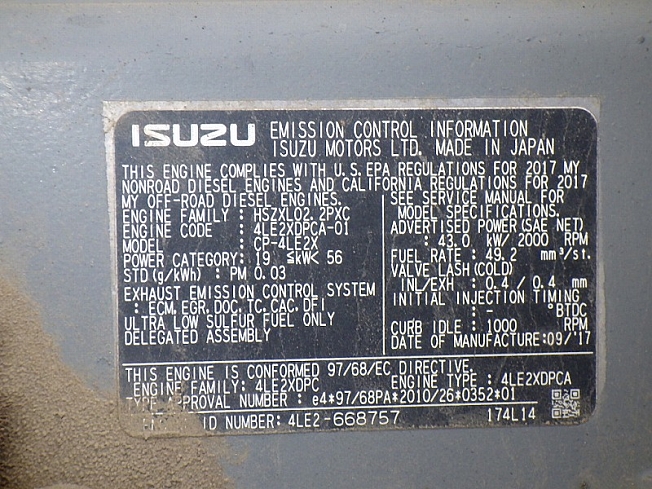 ISUZU EMISSION CONTROL INFORMATION
ISUZU MOTORS LTD. MADE IN JAPAN
THIS ENGINE COMPLIES WITH U.S. EPA REGULATIONS FOR 2017 MY
NONROAD DIESEL ENGINES AND CALIFORNIA REGULATIONS FOR 2017
MY OFF-ROAD DIESEL ENGINES.
ENGINE FAMILY : HSZXL02.2PXC
ENGINE CODE : 4LE2XDPCA-01
MODEL : CP-4LE2X
POWER CATEGORY: 19 ≤kW< 56
STD (g/kWh) : PM 0.03
EXHAUST EMISSION CONTROL SYSTEM
: ECM, EGR, DOC, TC, CAC, DFI
ULTRA LOW SULFUR FUEL ONLY
DELEGATED ASSEMBLY
SEE SERVICE MANUAL FOR
MODEL SPECIFICATIONS.
ADVERTISED POWER (SAE NET)
: 43.0 kW/ 2000 RPM
FUEL RATE : 49.2 mm³/st.
VALVE LASH (COLD)
IN/EXH : 0.4 / 0.4 mm
INITIAL INJECTION TIMING
: °BTDC
CURB IDLE : 1000 RPM
DATE OF MANUFACTURE:09/'17
THIS ENGINE IS CONFORMED 97/68/EC DIRECTIVE.
ENGINE FAMILY: 4LE2XDPC ENGINE TYPE : 4LE2XDPCA
TYPE APPROVAL NUMBER : e4*97/68PA*2010/26*0352*01
ID NUMBER: 4LE2-668757 174L14